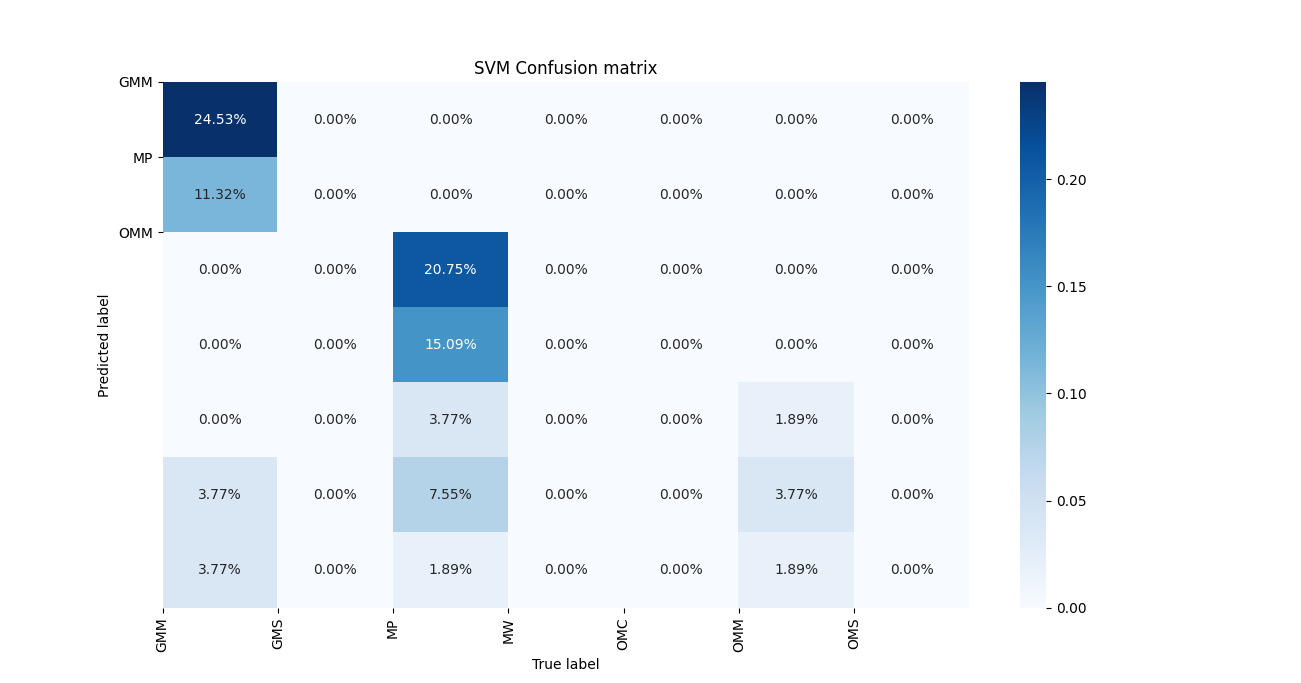 SVM Confusion matrix
GMM
24.53% 0.00% 0.00% 0.00% 0.00% 0.00% 0.00%
MP
11.32% 0.00% 0.00% 0.00% 0.00% 0.00% 0.00%
OMM
0.00% 0.00% 20.75% 0.00% 0.00% 0.00% 0.00%
0.00% 0.00% 15.09% 0.00% 0.00% 0.00% 0.00%
0.00% 0.00% 3.77% 0.00% 0.00% 1.89% 0.00%
3.77% 0.00% 7.55% 0.00% 0.00% 3.77% 0.00%
3.77% 0.00% 1.89% 0.00% 0.00% 1.89% 0.00%
Predicted label
GMM GMS MP MW OMC OMM OMS
True label
0.20
0.15
0.10
0.05
0.00